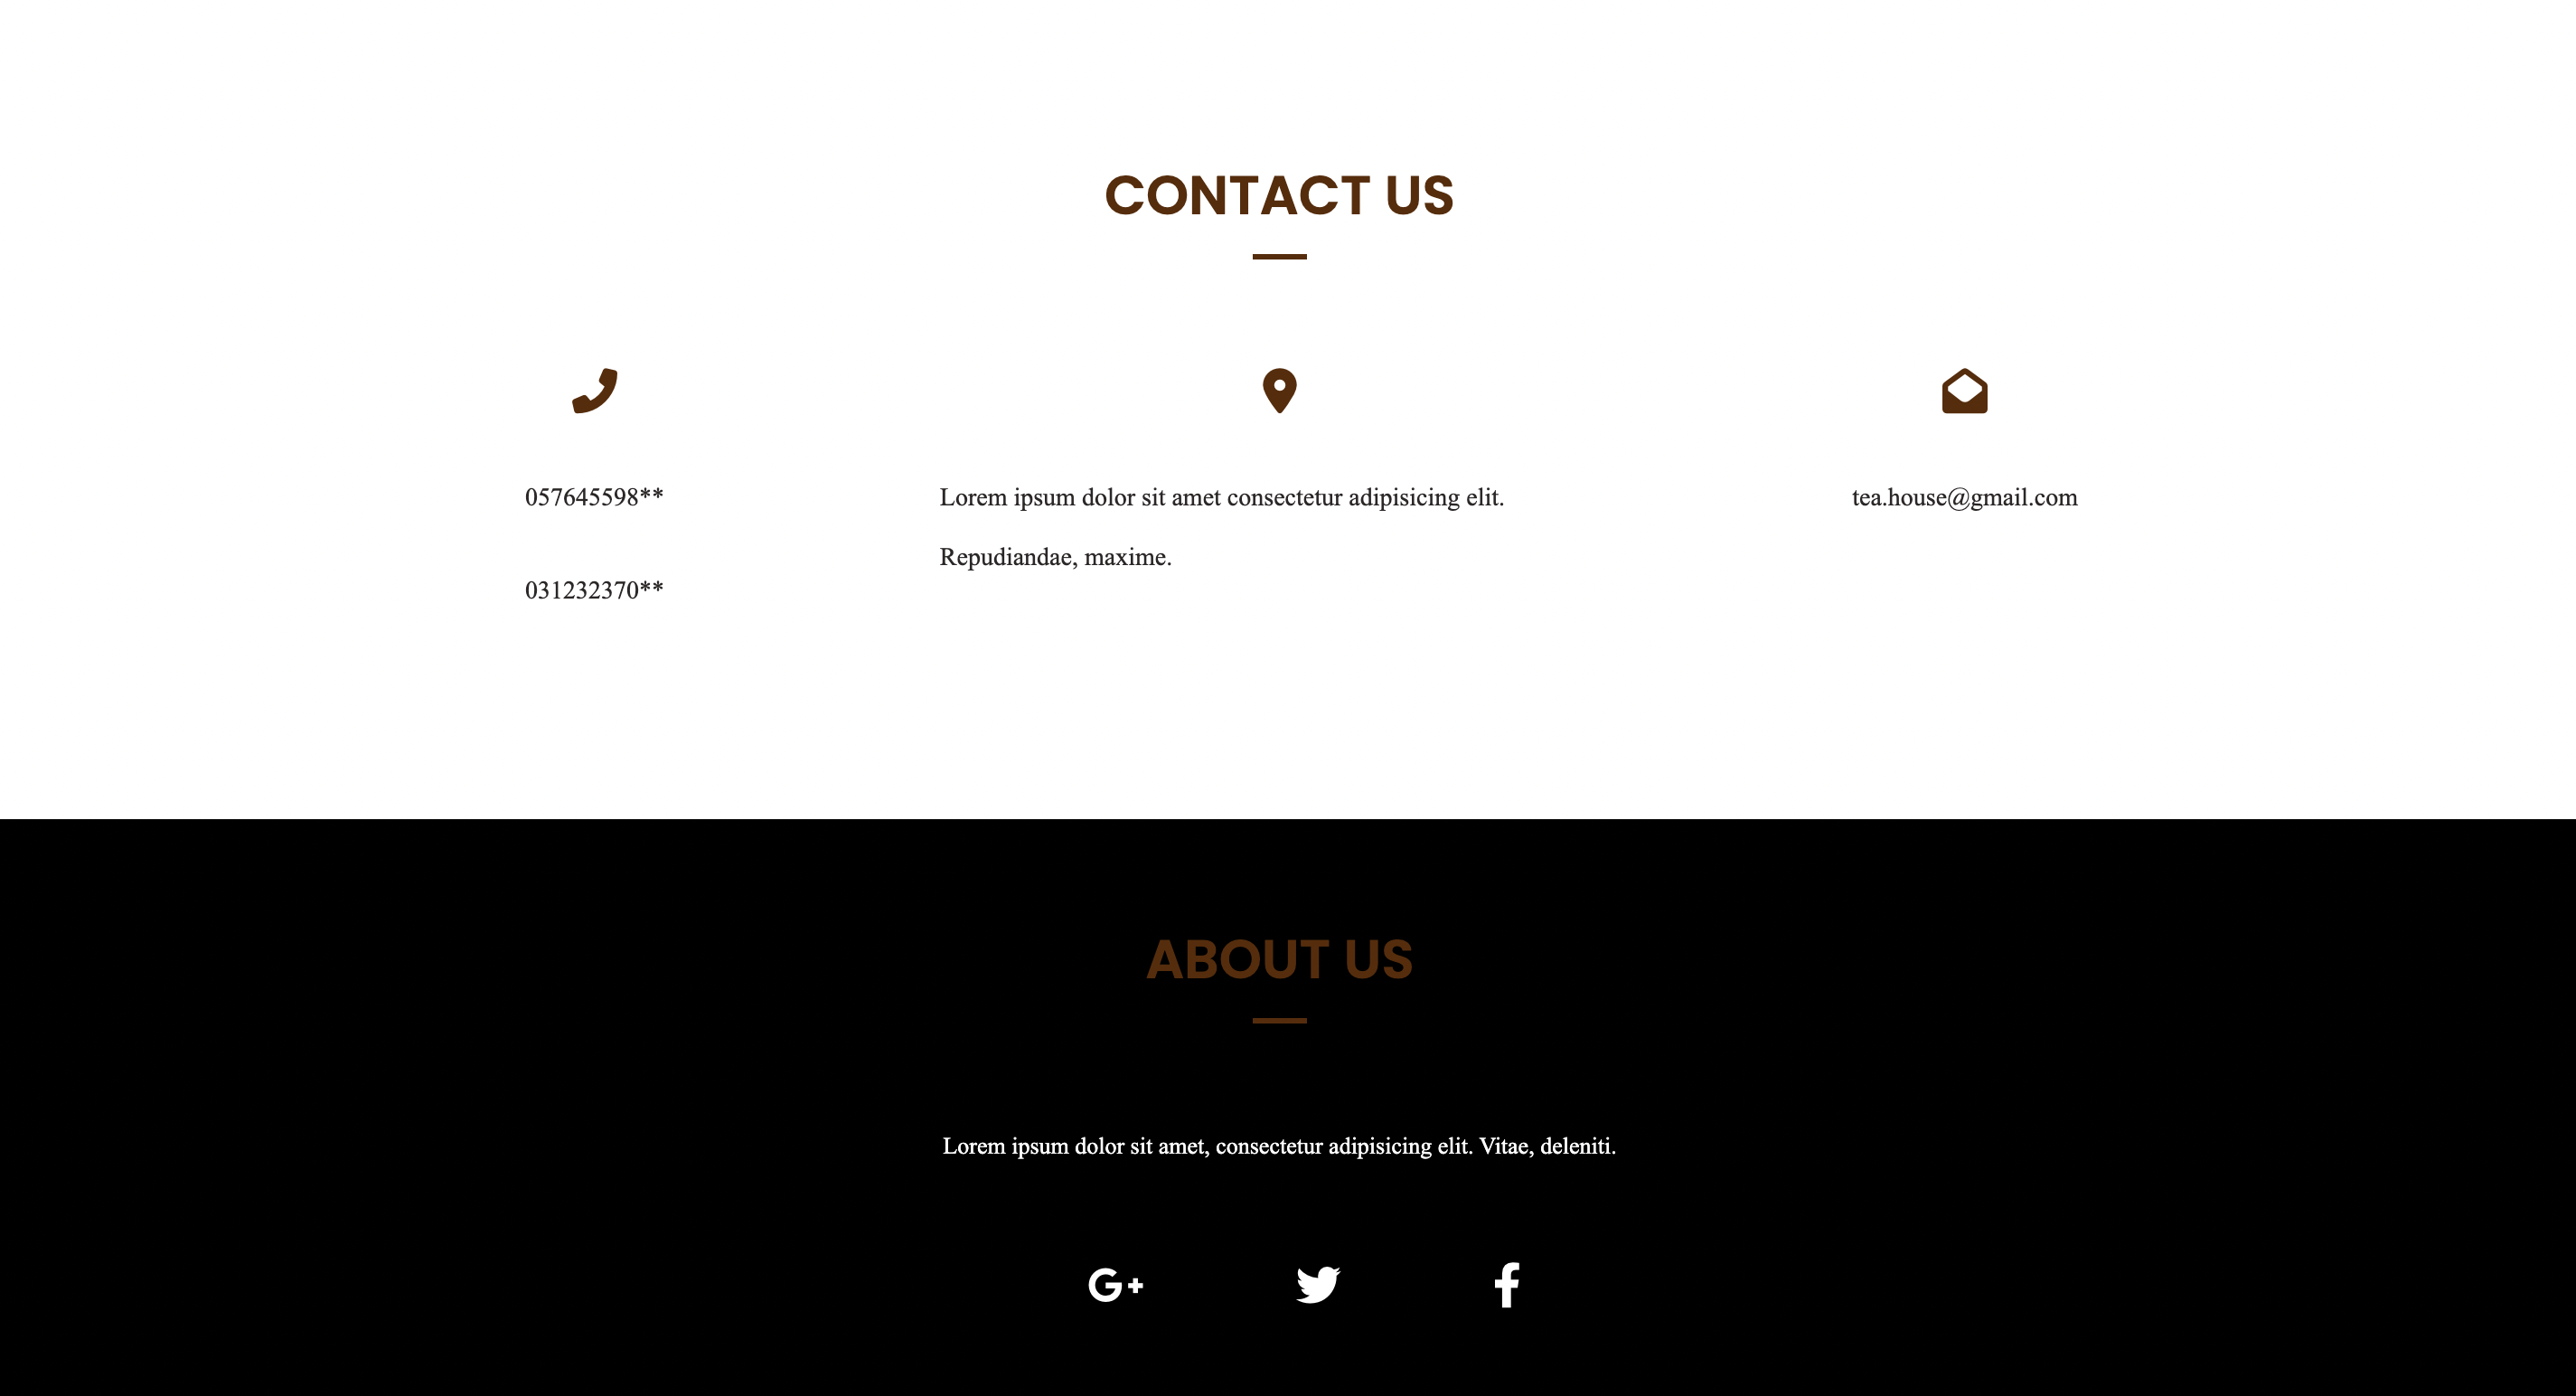 CONTACT US
057645598**
031232370**
Lorem ipsum dolor sit amet consectetur adipisicing elit.
Repudiandae, maxime.
tea.house@gmail.com
ABOUT US
Lorem ipsum dolor sit amet, consectetur adipisicing elit. Vitae, deleniti.
G+